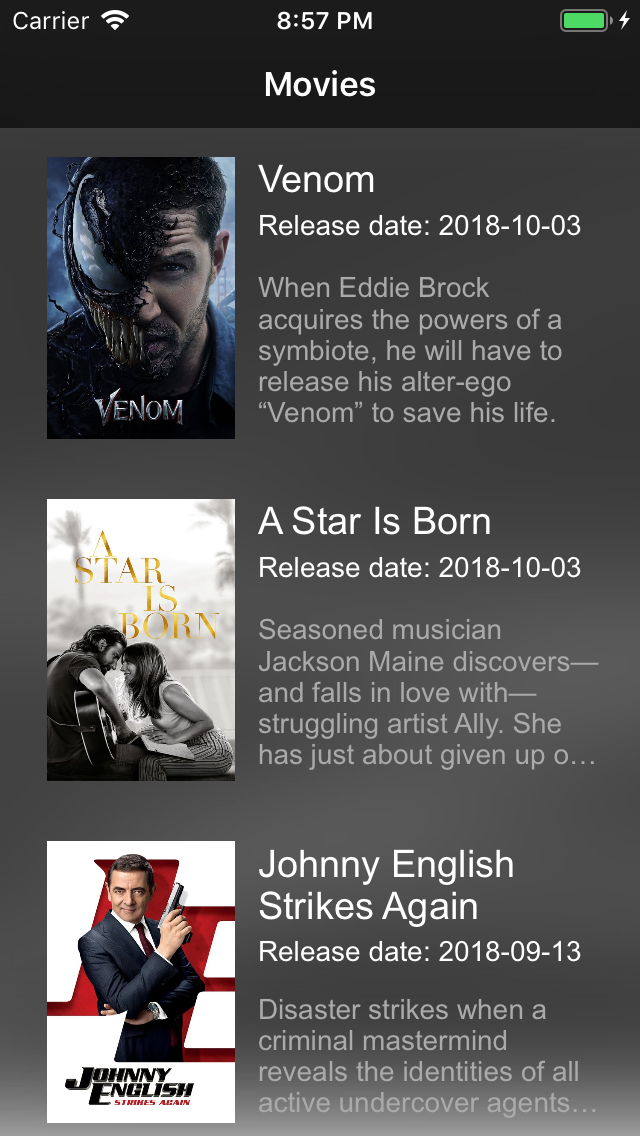 Carrier 8:57 PM
Movies
VENOM
Venom
Release date: 2018-10-03
When Eddie Brock
acquires the powers of a
symbiote, he will have to
release his alter-ego
“Venom” to save his life.
A
STAR
IS
BORN
A Star Is Born
Release date: 2018-10-03
Seasoned musician
Jackson Maine discovers—
and falls in love with—
struggling artist Ally. She
has just about given up o…
JOHNNY
ENGLISH
STRIKES AGAIN
Johnny English
Strikes Again
Release date: 2018-09-13
Disaster strikes when a
criminal mastermind
reveals the identities of all
active undercover agents…